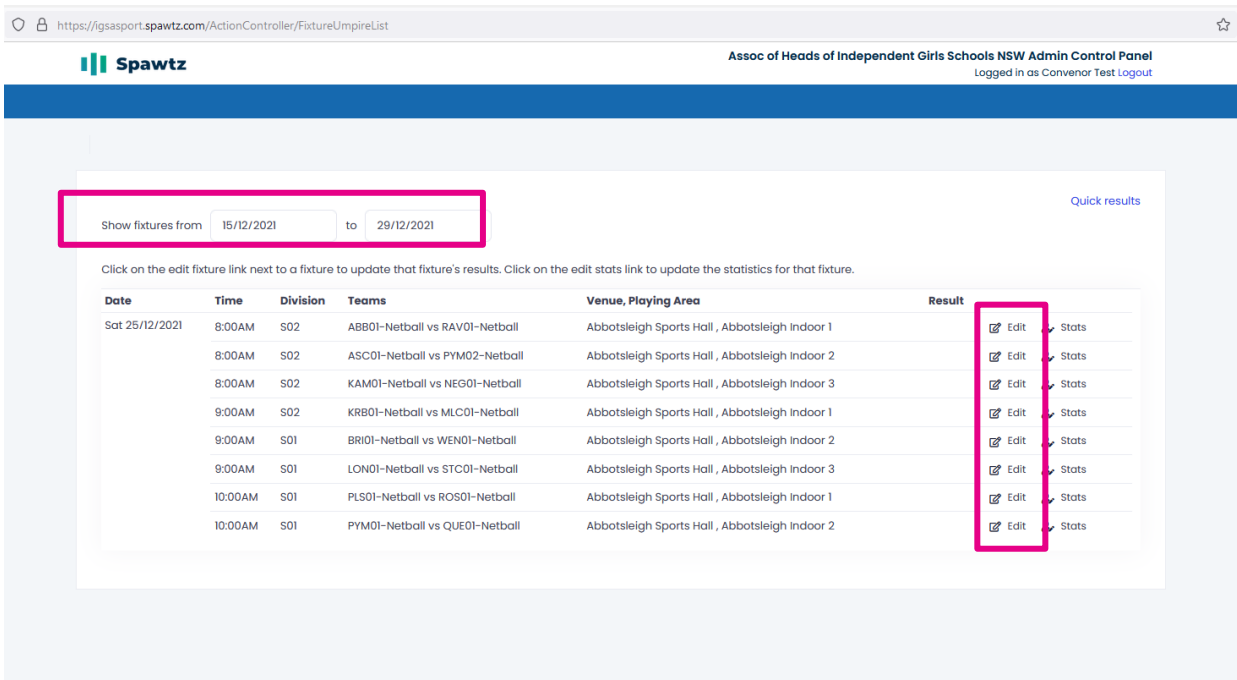 https://igsasport.spawtz.com/ActionController/FixtureUmpireList
Spawtz
Assoc of Heads of Independent Girls Schools NSW Admin Control Panel
Logged in as Convenor Test Logout
Quick results
Show fixtures from 15/12/2021 to 29/12/2021
Click on the edit fixture link next to a fixture to update that fixture's results. Click on the edit stats link to update the statistics for that fixture.
Date Time Division Teams Venue, Playing Area Result
Sat 25/12/2021 8:00AM S02 ABB01-Netball vs RAV01-Netball Abbotsleigh Sports Hall , Abbotsleigh Indoor 1 Edit Stats
8:00AM S02 ASC01-Netball vs PYM02-Netball Abbotsleigh Sports Hall , Abbotsleigh Indoor 2 Edit Stats
8:00AM S02 KAM01-Netball vs NEG01-Netball Abbotsleigh Sports Hall , Abbotsleigh Indoor 3 Edit Stats
9:00AM S02 KRB01-Netball vs MLC01-Netball Abbotsleigh Sports Hall , Abbotsleigh Indoor 1 Edit Stats
9:00AM S01 BRI01-Netball vs WEN01-Netball Abbotsleigh Sports Hall , Abbotsleigh Indoor 2 Edit Stats
9:00AM S01 LON01-Netball vs STC01-Netball Abbotsleigh Sports Hall , Abbotsleigh Indoor 3 Edit Stats
10:00AM S01 PLS01-Netball vs ROS01-Netball Abbotsleigh Sports Hall , Abbotsleigh Indoor 1 Edit Stats
10:00AM S01 PYM01-Netball vs QUE01-Netball Abbotsleigh Sports Hall , Abbotsleigh Indoor 2 Edit Stats